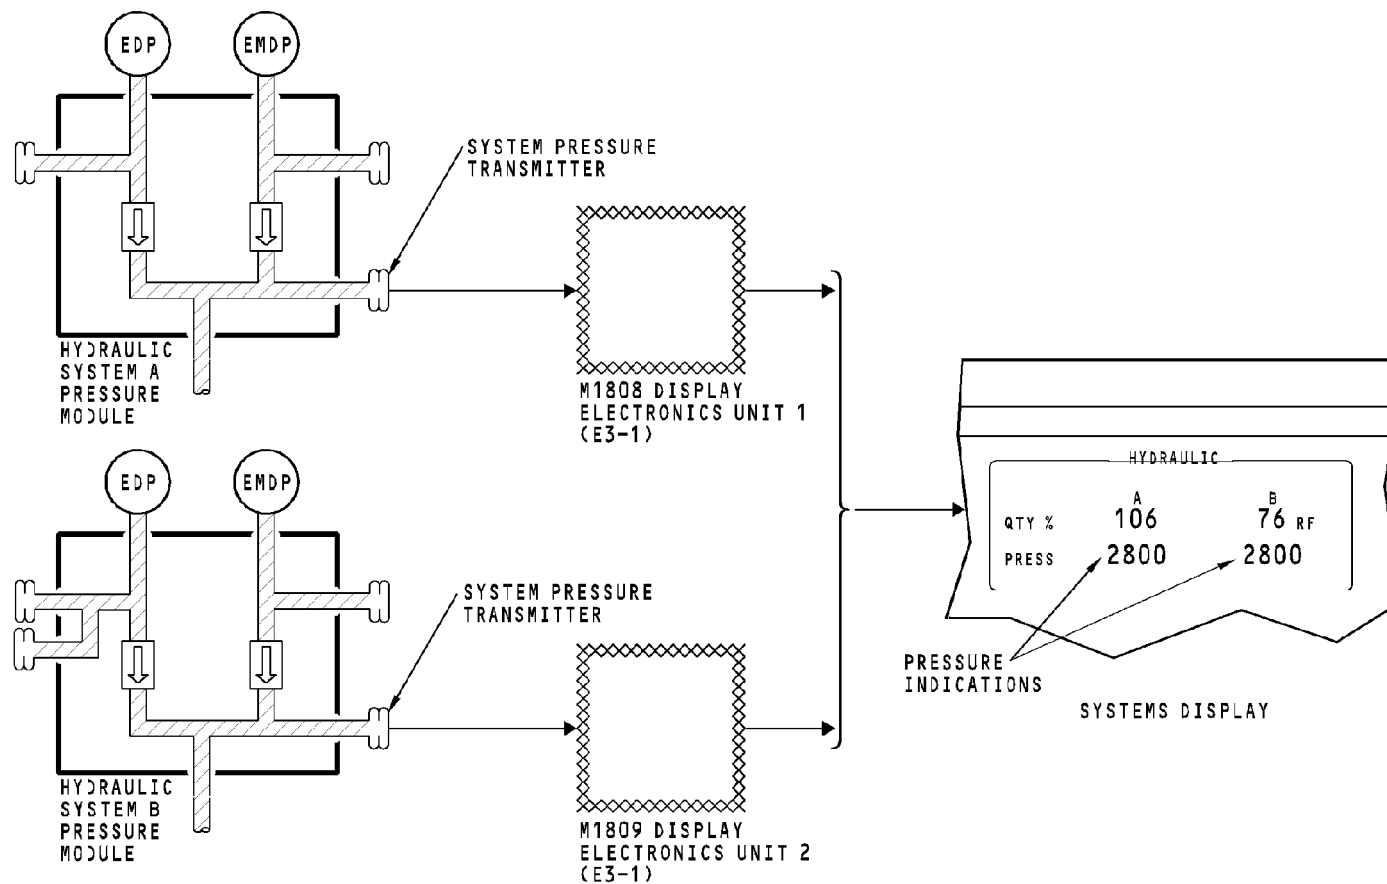 EDP
EMDP
SYSTEM PRESSURE
TRANSMITTER
HYDRAULIC
SYSTEM A
PRESSURE
MODULE
M1808 DISPLAY
ELECTRONICS UNIT 1
(E3-1)
EDP
EMDP
SYSTEM PRESSURE
TRANSMITTER
HYDRAULIC
SYSTEM B
PRESSURE
MODULE
M1809 DISPLAY
ELECTRONICS UNIT 2
(E3-1)
HYDRAULIC
A B
QTY % 106 76 RF
PRESS 2800 2800
PRESSURE
INDICATIONS
SYSTEMS DISPLAY